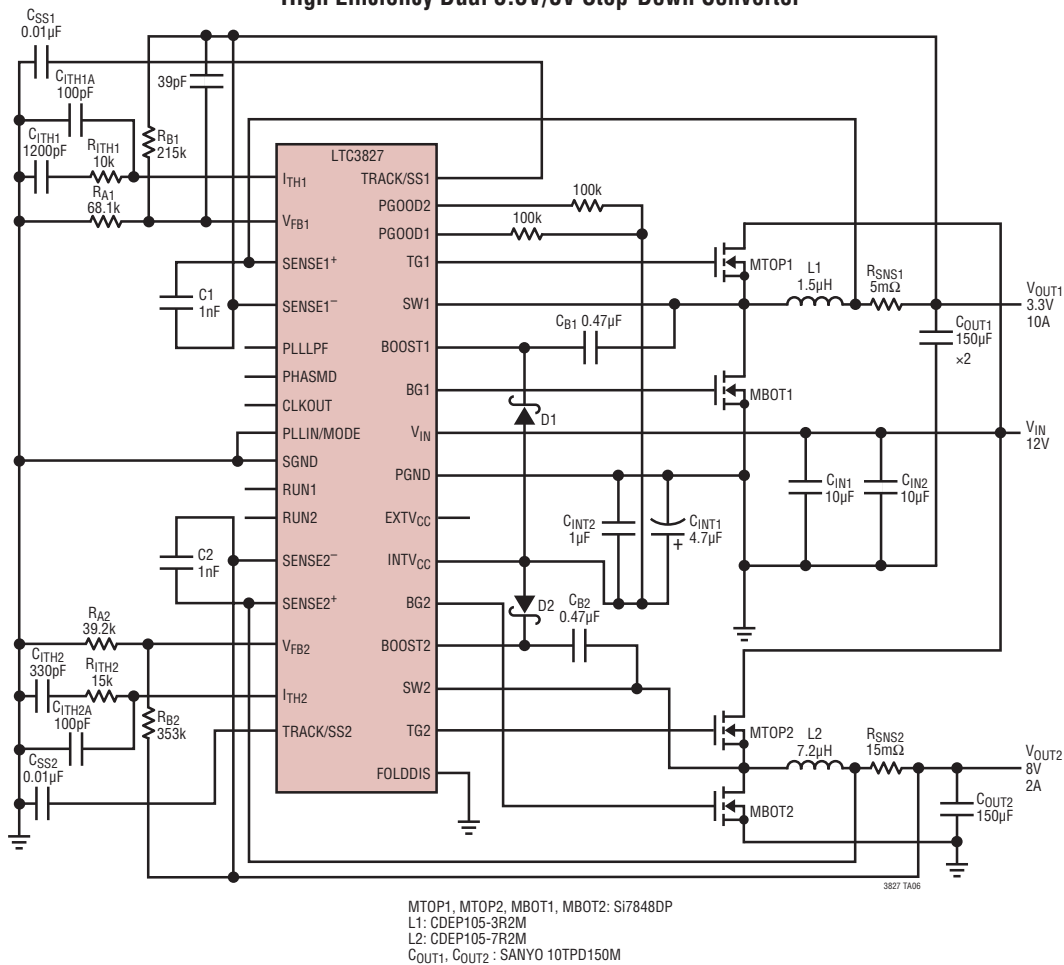 High Efficiency Dual 3.3V/8V Step-Down Converter
CSS1
0.01µF
CITH1A
100pF
39pF
CITH1
1200pF
RITH1
10k
RB1
215k
RA1
68.1k
LTC3827
ITH1
VFB1
SENSE1+
SENSE1–
PLLLPF
PHASMD
CLKOUT
PLLIN/MODE
SGND
RUN1
RUN2
SENSE2–
SENSE2+
VFB2
ITH2
TRACK/SS2
TRACK/SS1
PGOOD2
PGOOD1
TG1
SW1
BOOST1
BG1
VIN
PGND
EXTVCC
INTVCC
BG2
BOOST2
SW2
TG2
FOLDDIS
C1
1nF
C2
1nF
RA2
39.2k
CITH2
330pF
RITH2
15k
CITH2A
100pF
RB2
353k
CSS2
0.01µF
100k
100k
MTOP1
L1
1.5µH
RSNS1
5mΩ
VOUT1
3.3V
10A
CB1 0.47µF
COUT1
150µF
×2
MBOT1
D1
VIN
12V
CIN1
10µF
CIN2
10µF
CINT2
1µF
CINT1
4.7µF
+
D2
CB2
0.47µF
MTOP2
L2
7.2µH
RSNS2
15mΩ
VOUT2
8V
2A
MBOT2
COUT2
150µF
3827 TA06
MTOP1, MTOP2, MBOT1, MBOT2: Si7848DP
L1: CDEP105-3R2M
L2: CDEP105-7R2M
COUT1, COUT2 : SANYO 10TPD150M